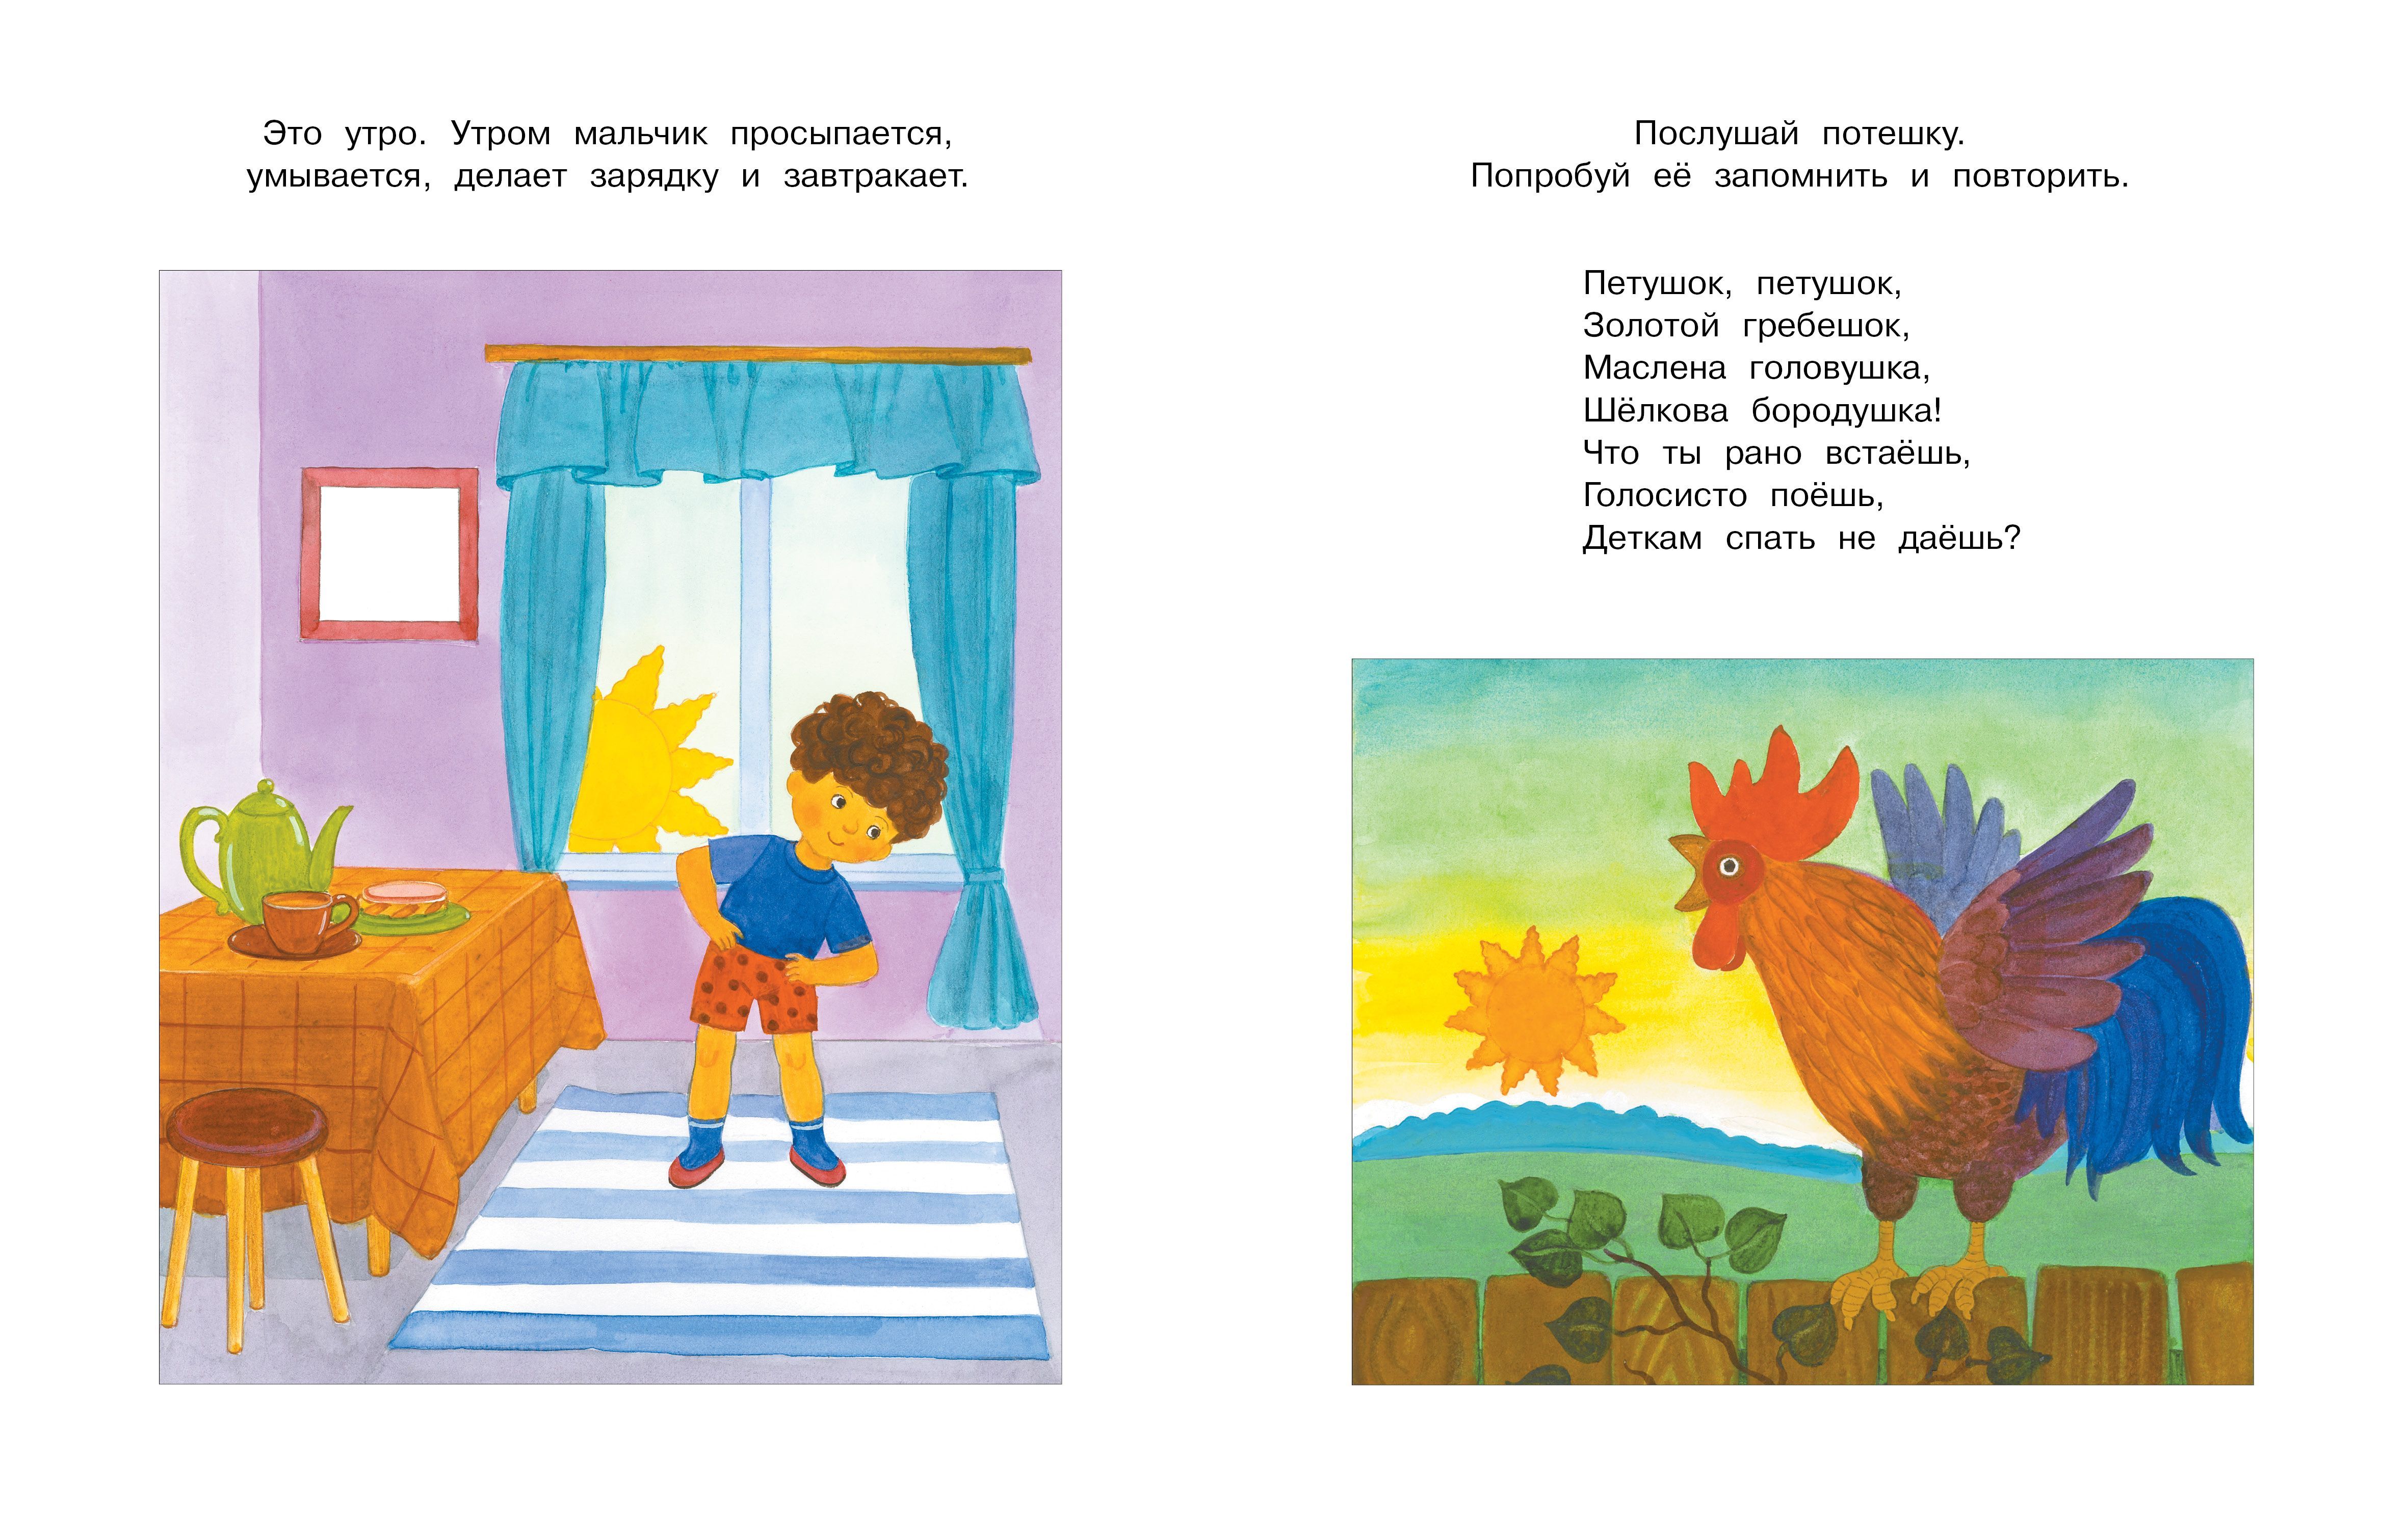 Это утро. Утром мальчик просыпается,
умывается, делает зарядку и завтракает.
Послушай потешку.
Попробуй её запомнить и повторить.
Петушок, петушок,
Золотой гребешок,
Маслена головушка,
Шёлкова бородушка!
Что ты рано встаёшь,
Голосисто поёшь,
Деткам спать не даёшь?